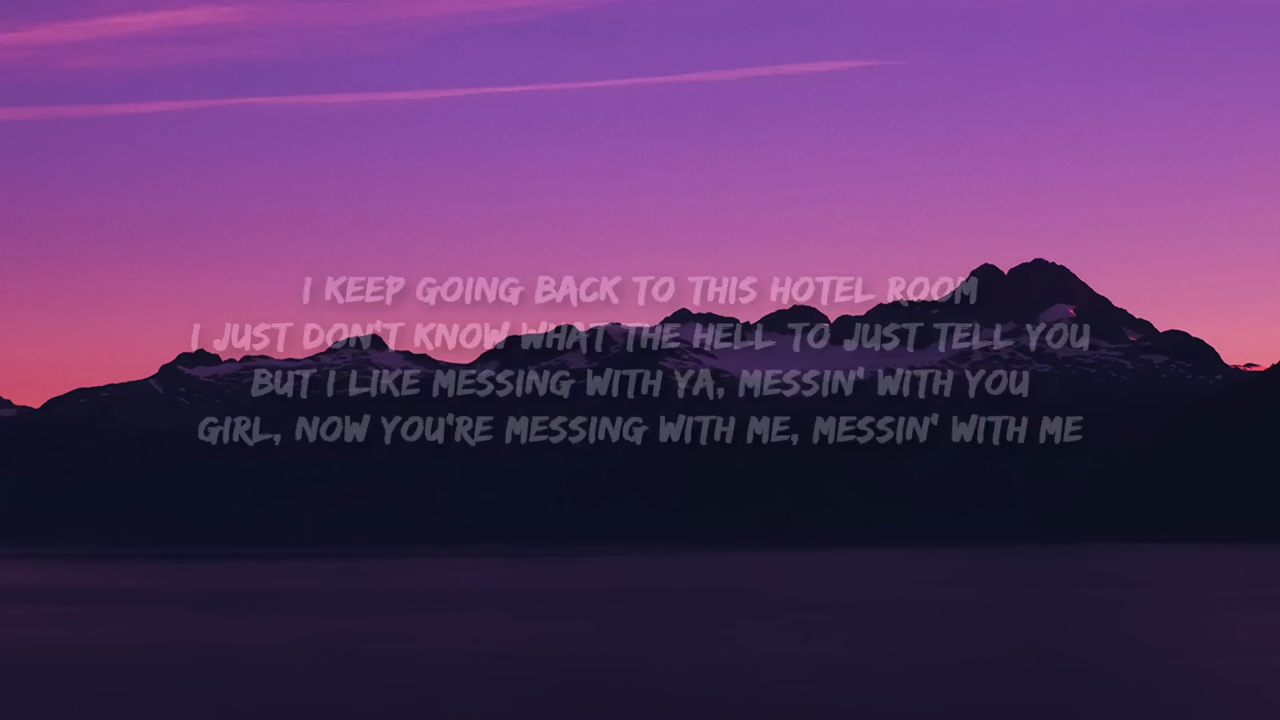 I KEEP GOING BACK TO THIS HOTEL ROOM
I JUST DON'T KNOW WHAT THE HELL TO JUST TELL YOU
BUT I LIKE MESSING WITH YA, MESSIN' WITH YOU
GIRL, NOW YOU'RE MESSING WITH ME, MESSIN' WITH ME